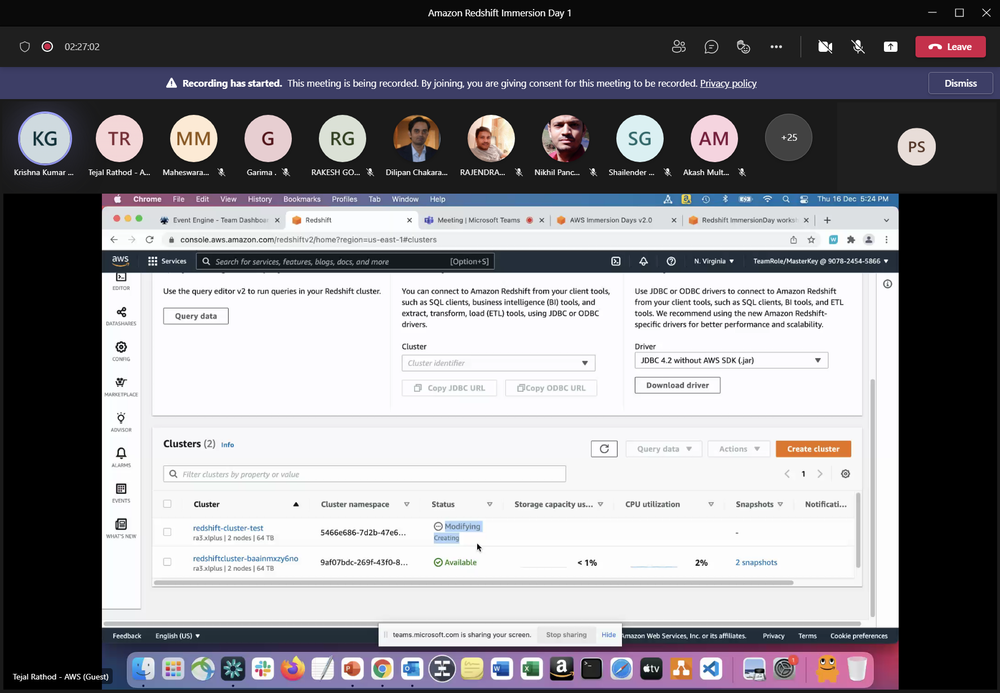 Amazon Redshift Immersion Day 1
02:27:02
Leave
Recording has started. This meeting is being recorded. By joining, you are giving consent for this meeting to be recorded. Privacy policy
Dismiss
KG
TR
MM
G
RG
SG
AM
+25
PS
Krishna Kumar ...
Tejal Rathod - A...
Maheswara...
Garima .
RAKESH GO...
Dilipan Chakara...
RAJENDRA...
Nikhil Panc...
Shailender ...
Akash Mult...
Chrome File Edit View History Bookmarks Profiles Tab Window Help
Thu 16 Dec 5:24 PM
Event Engine - Team Dashboar
Redshift
Meeting | Microsoft Teams
AWS Immersion Days v2.0
Redshift ImmersionDay worksh
console.aws.amazon.com/redshiftv2/home?region=us-east-1#clusters
aws
Services
Search for services, features, blogs, docs, and more
[Option+S]
N. Virginia
TeamRole/MasterKey @ 9078-2454-5866
EDITOR
DATASHARES
CONFIG
MARKETPLACE
ADVISOR
ALARMS
EVENTS
WHAT'S NEW
Use the query editor v2 to run queries in your Redshift cluster.
Query data
You can connect to Amazon Redshift from your client tools,
such as SQL clients, business intelligence (BI) tools, and
extract, transform, load (ETL) tools, using JDBC or ODBC
drivers.
Cluster
Cluster identifier
Copy JDBC URL
Copy ODBC URL
Use JDBC or ODBC drivers to connect to Amazon Redshift
from your client tools, such as SQL clients, BI tools, and ETL
tools. We recommend using the new Amazon Redshift-
specific drivers for better performance and scalability.
Driver
JDBC 4.2 without AWS SDK (.jar)
Download driver
Clusters (2) Info
Query data
Actions
Create cluster
Filter clusters by property or value
1
Cluster
Cluster namespace
Status
Storage capacity us...
CPU utilization
Snapshots
Notificati...
redshift-cluster-test
ra3.xlplus | 2 nodes | 64 TB
5466e686-7d2b-47e6...
Modifying
Creating
-
redshiftcluster-baainmxzy6no
ra3.xlplus | 2 nodes | 64 TB
9af07bdc-269f-43f0-8...
Available
< 1%
2%
2 snapshots
Feedback
English (US)
teams.microsoft.com is sharing your screen.
Stop sharing
Hide
Amazon Web Services, Inc. or its affiliates.
Privacy
Terms
Cookie preferences
Tejal Rathod - AWS (Guest)
P
O
W
X
a
>_
tv
1